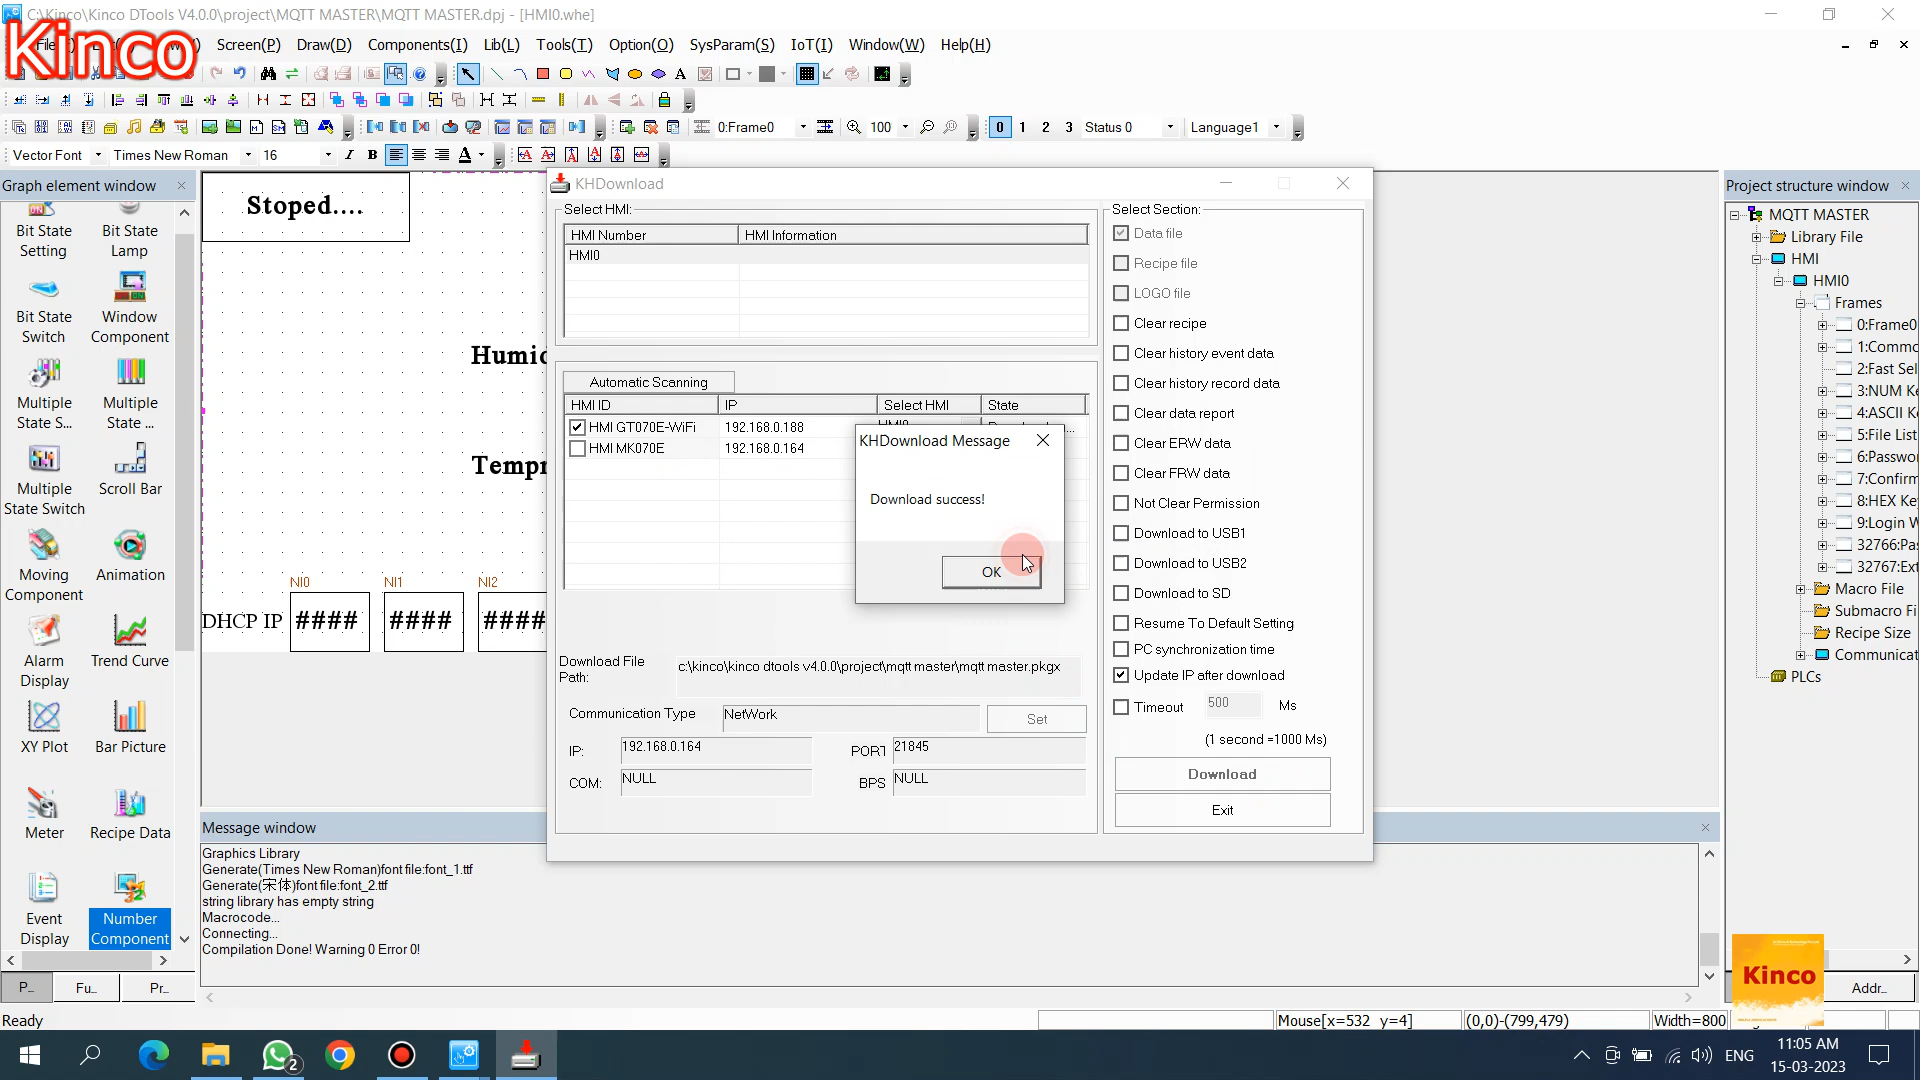 C:\Kinco\Kinco DTools V4.0.0\project\MQTT MASTER\MQTT MASTER.dpj - [HMI0.whe]
Kinco
Screen(P) Draw(D) Components(I) Lib(L) Tools(T) Option(O) SysParam(S) IoT(I) Window(W) Help(H)
0:Frame0 100 0 1 2 3 Status 0 Language1
Vector Font Times New Roman 16
Graph element window
Bit State Setting
Bit State Lamp
Bit State Switch
Window Component
Multiple State S...
Multiple State ...
Multiple State Switch
Scroll Bar
Moving Component
Animation
Alarm Display
Trend Curve
XY Plot
Bar Picture
Meter
Recipe Data
Event Display
Number Component
P...
Fu...
Pr...
Stoped....
Humid
NI0 NI1 NI2
DHCP IP #### #### ####
KHDownload
Select HMI:
HMI Number HMI Information
HMI0
Automatic Scanning
HMI ID IP Select HMI State
HMI GT070E-WiFi 192.168.0.188
HMI MK070E 192.168.0.164
KHDownload Message
Download success!
OK
Download File Path: c:\kinco\kinco dtools v4.0.0\project\mqtt master\mqtt master.pkgx
Communication Type NetWork Set
IP: 192.168.0.164 PORT 21845
COM: NULL BPS NULL
Select Section:
Data file
Recipe file
LOGO file
Clear recipe
Clear history event data
Clear history record data
Clear data report
Clear ERW data
Clear FRW data
Not Clear Permission
Download to USB1
Download to USB2
Download to SD
Resume To Default Setting
PC synchronization time
Update IP after download
Timeout 500 Ms
(1 second =1000 Ms)
Download
Exit
Project structure window
MQTT MASTER
Library File
HMI
HMI0
Frames
0:Frame0
1:Commo
2:Fast Sel
3:NUM Ke
4:ASCII K
5:File List
6:Passwo
7:Confirm
8:HEX Ke
9:Login W
32766:Pas
32767:Ext
Macro File
Submacro Fi
Recipe Size
Communicat
PLCs
Kinco
Addr...
Message window
Graphics Library
Generate(Times New Roman)font file:font_1.ttf
Generate(宋体)font file:font_2.ttf
string library has empty string
Macrocode...
Connecting...
Compilation Done! Warning 0 Error 0!
Ready
Mouse[x=532 y=4] (0,0)-(799,479) Width=800
2
ENG
11:05 AM
15-03-2023